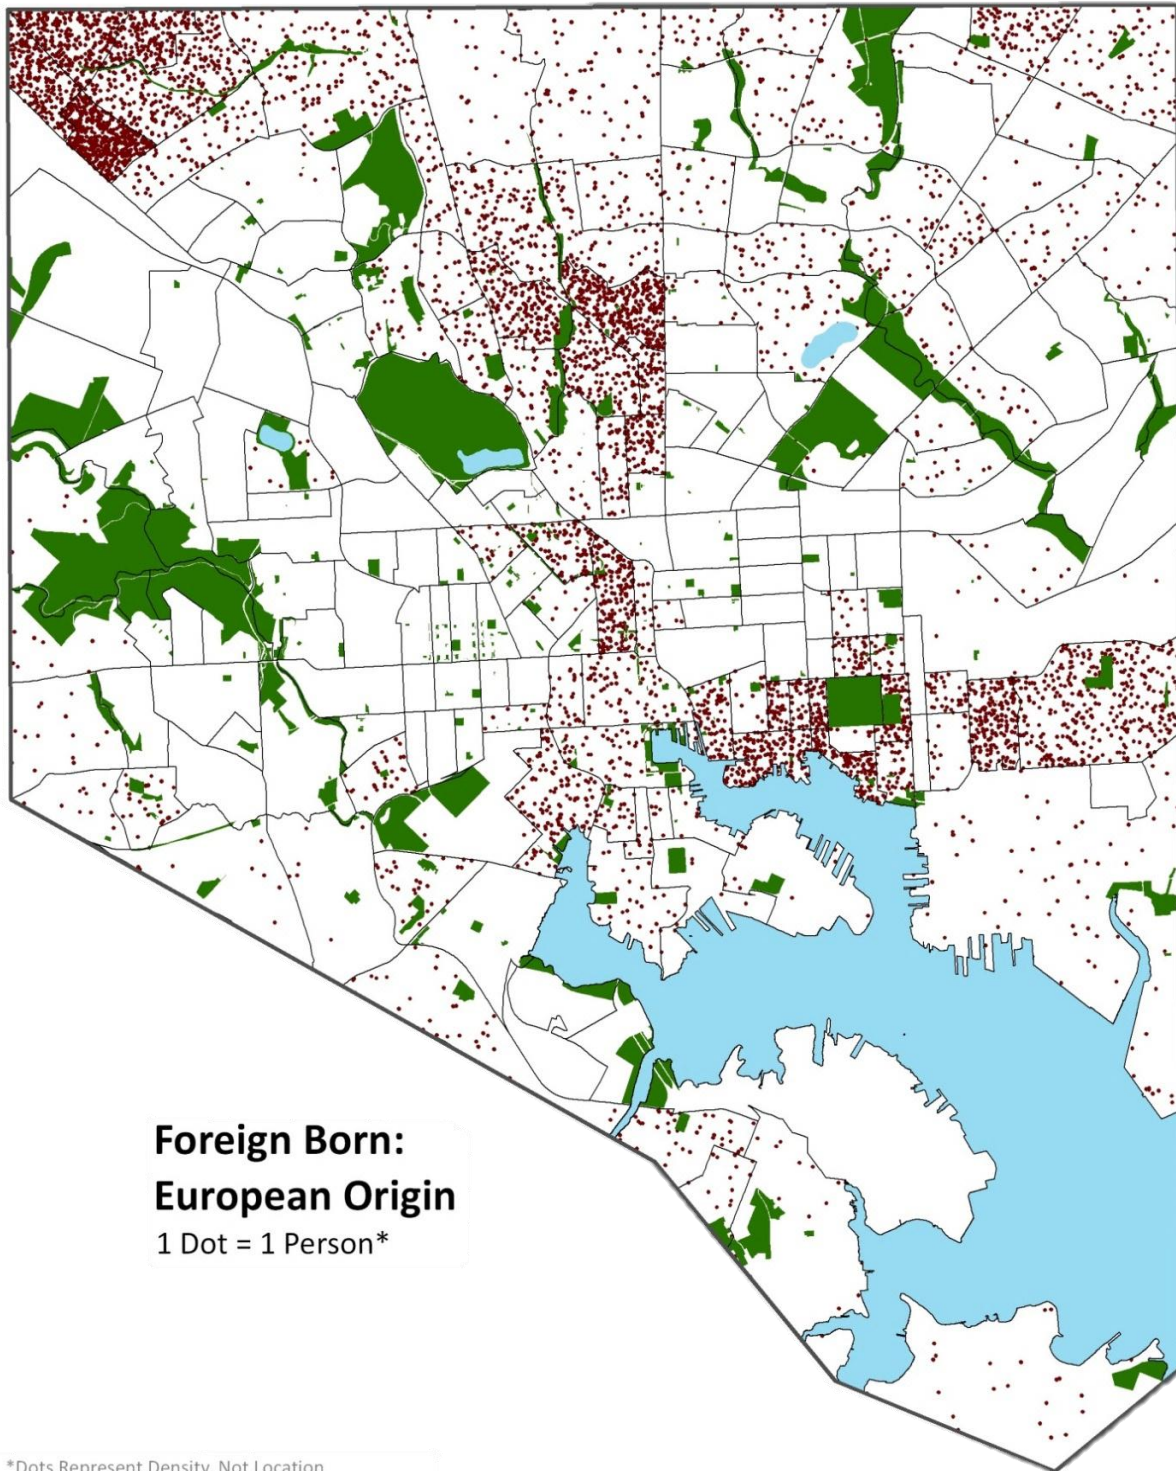 Foreign Born:
European Origin
1 Dot = 1 Person*
*Dots Represent Density, Not Location